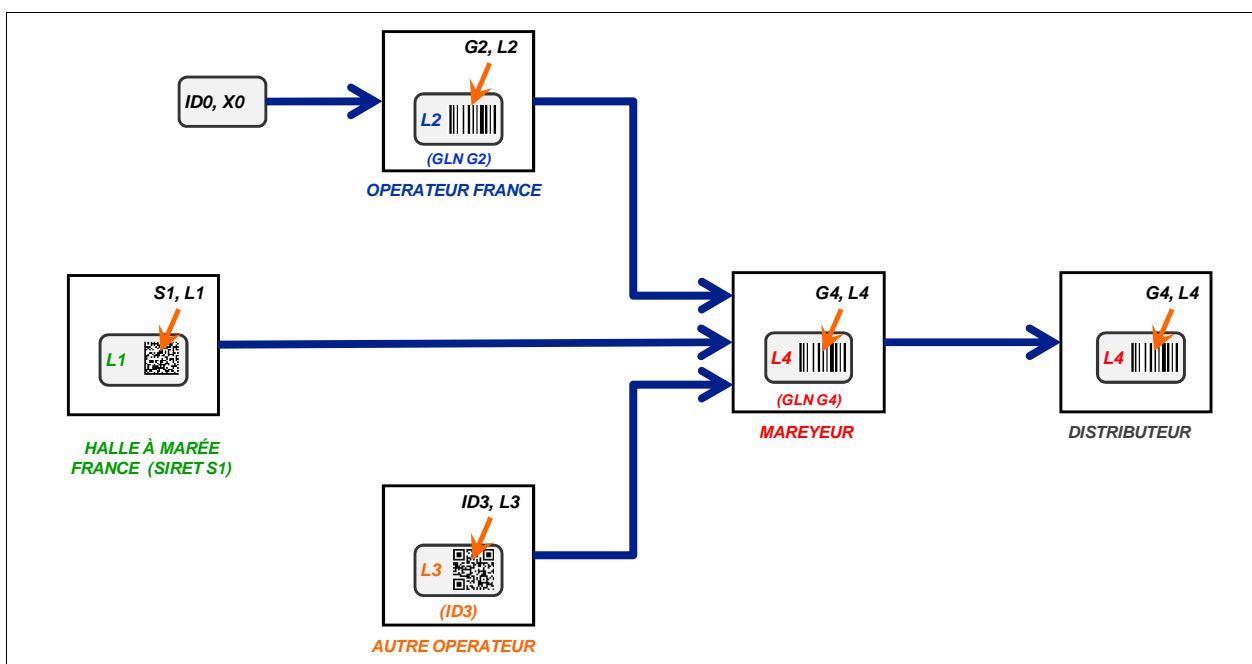 G2, L2
ID0, X0
L2
(GLN G2)
OPERATEUR FRANCE
S1, L1
L1
HALLE À MARÉE
FRANCE (SIRET S1)
G4, L4
L4
(GLN G4)
MAREYEUR
G4, L4
L4
DISTRIBUTEUR
ID3, L3
L3
(ID3)
AUTRE OPERATEUR